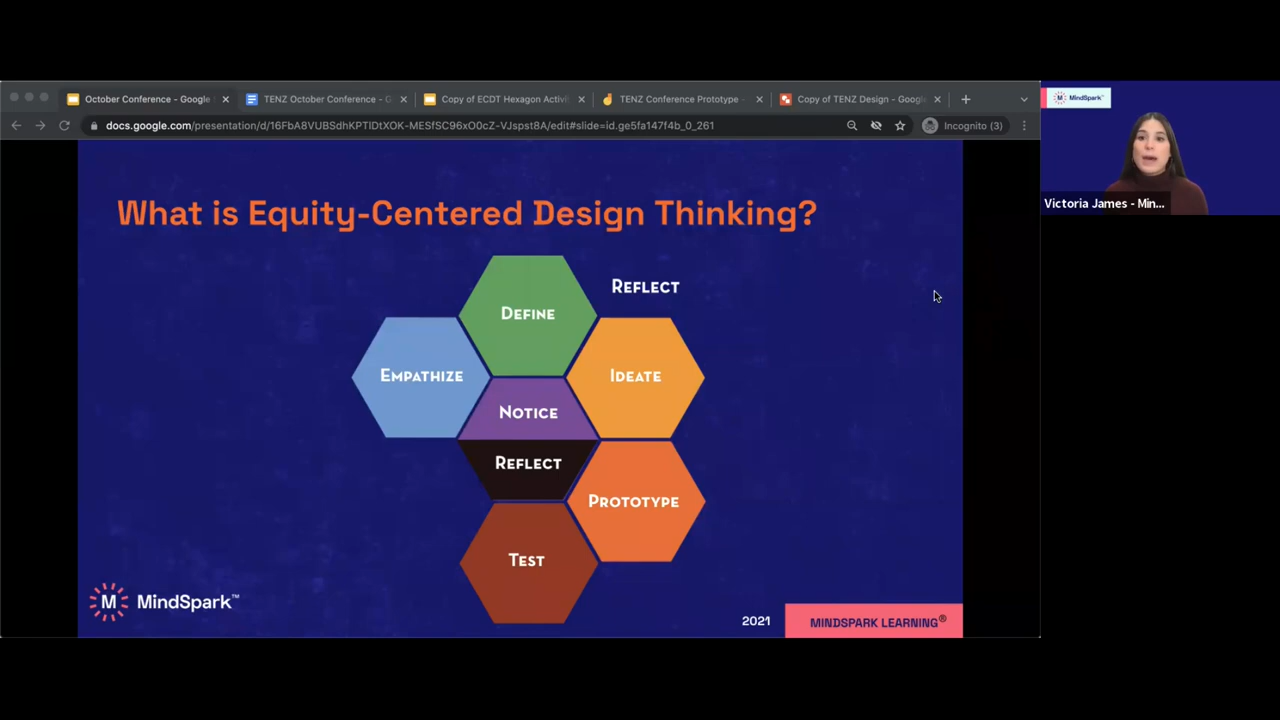 October Conference - Google
TENZ October Conference - G
Copy of ECDT Hexagon Activi
TENZ Conference Prototype -
Copy of TENZ Design - Google
docs.google.com/presentation/d/16FbA8VUBSdhKPTlDtXOK-MESfSC96xO0cZ-VJspst8A/edit#slide=id.ge5fa147f4b_0_261
Incognito (3)
MindSpark
Victoria James - Min...
What is Equity-Centered Design Thinking?
DEFINE
REFLECT
EMPATHIZE
IDEATE
NOTICE
REFLECT
PROTOTYPE
TEST
M MindSpark™
2021
MINDSPARK LEARNING®